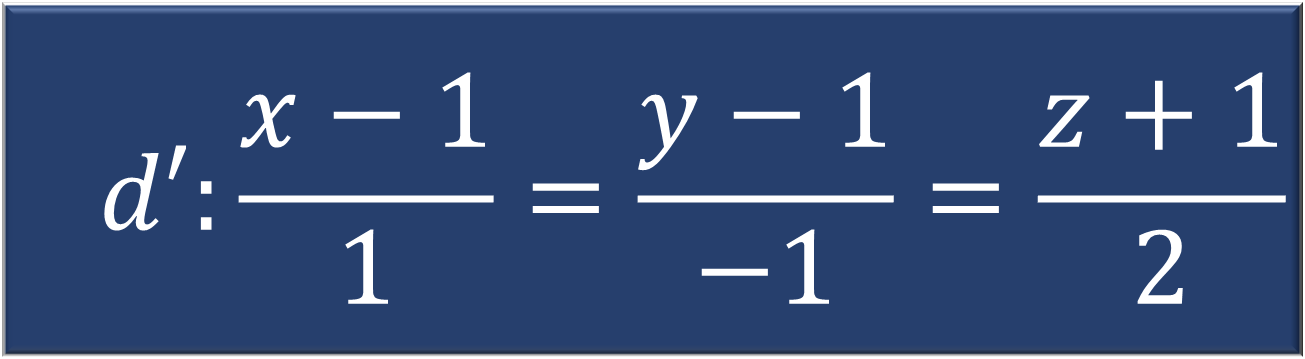 d′: (x − 1)/1 = (y − 1)/(−1) = (z + 1)/2